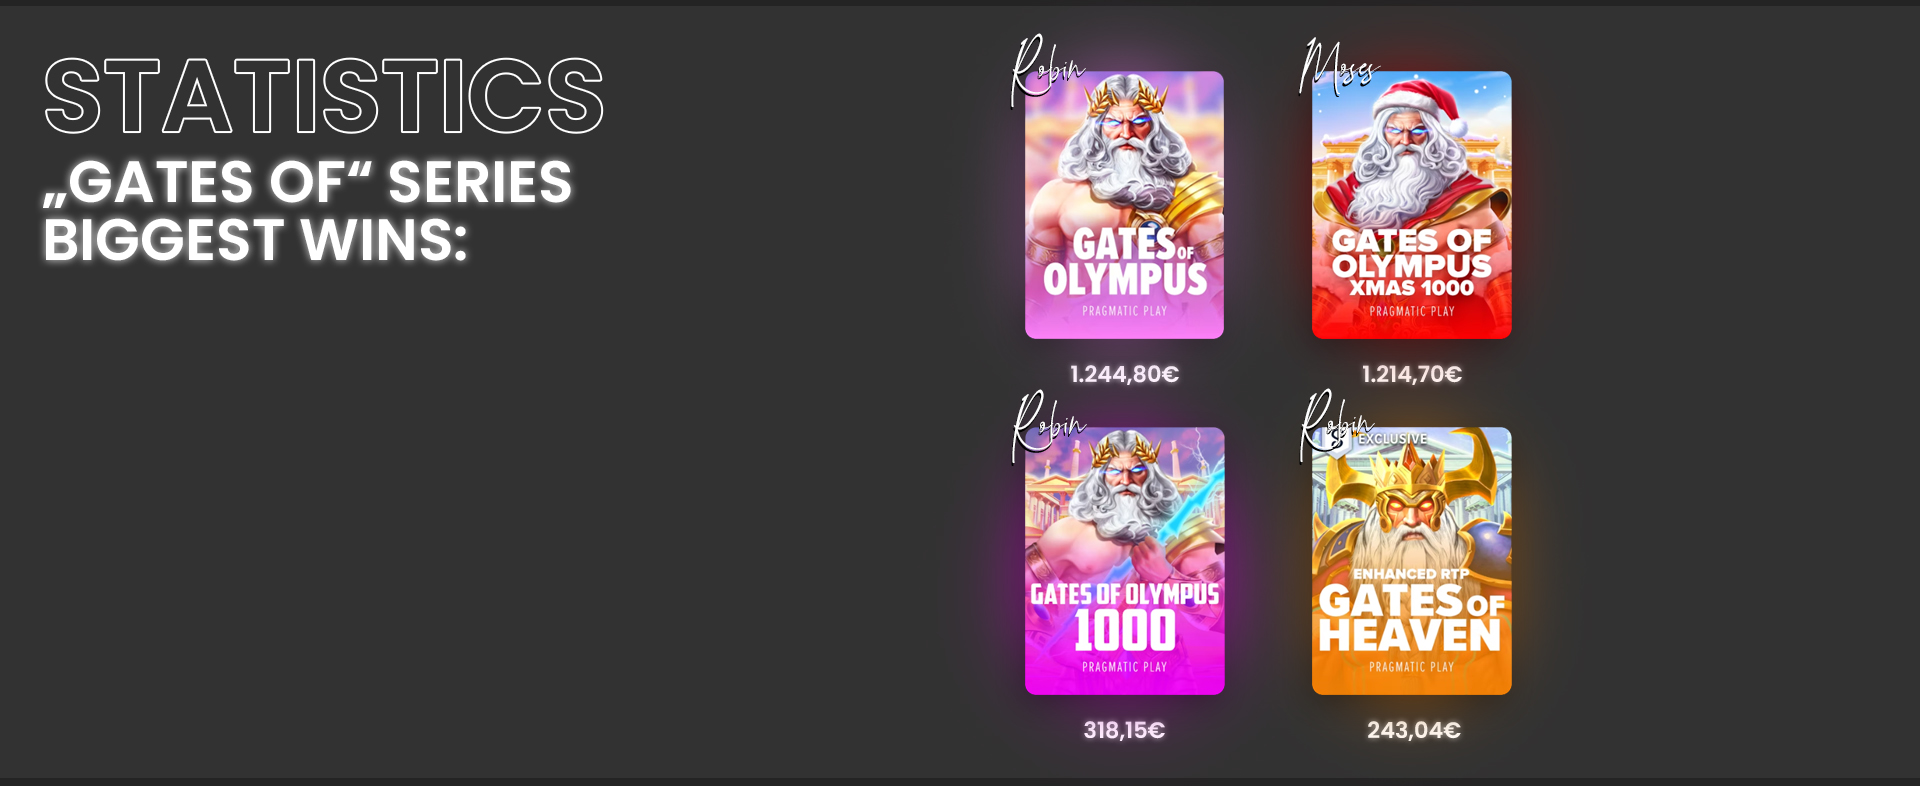 STATISTICS
„GATES OF“ SERIES
BIGGEST WINS:
Robin
GATES OF
OLYMPUS
PRAGMATIC PLAY
1.244,80€
Moses
GATES OF
OLYMPUS
XMAS 1000
PRAGMATIC PLAY
1.214,70€
Robin
GATES OF OLYMPUS
1000
PRAGMATIC PLAY
318,15€
Robin
EXCLUSIVE
ENHANCED RTP
GATES OF
HEAVEN
PRAGMATIC PLAY
243,04€